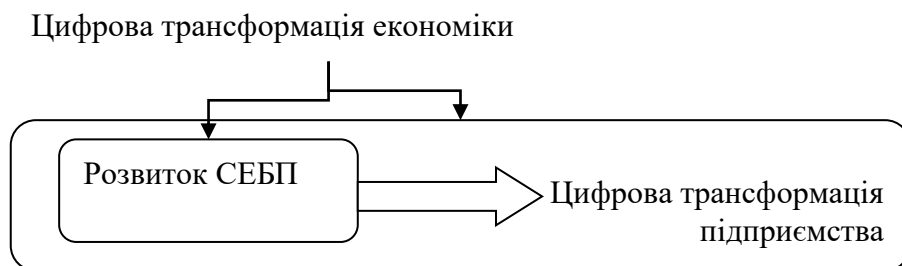 Цифрова трансформація економіки
Розвиток СЕБП
Цифрова трансформація
підприємства